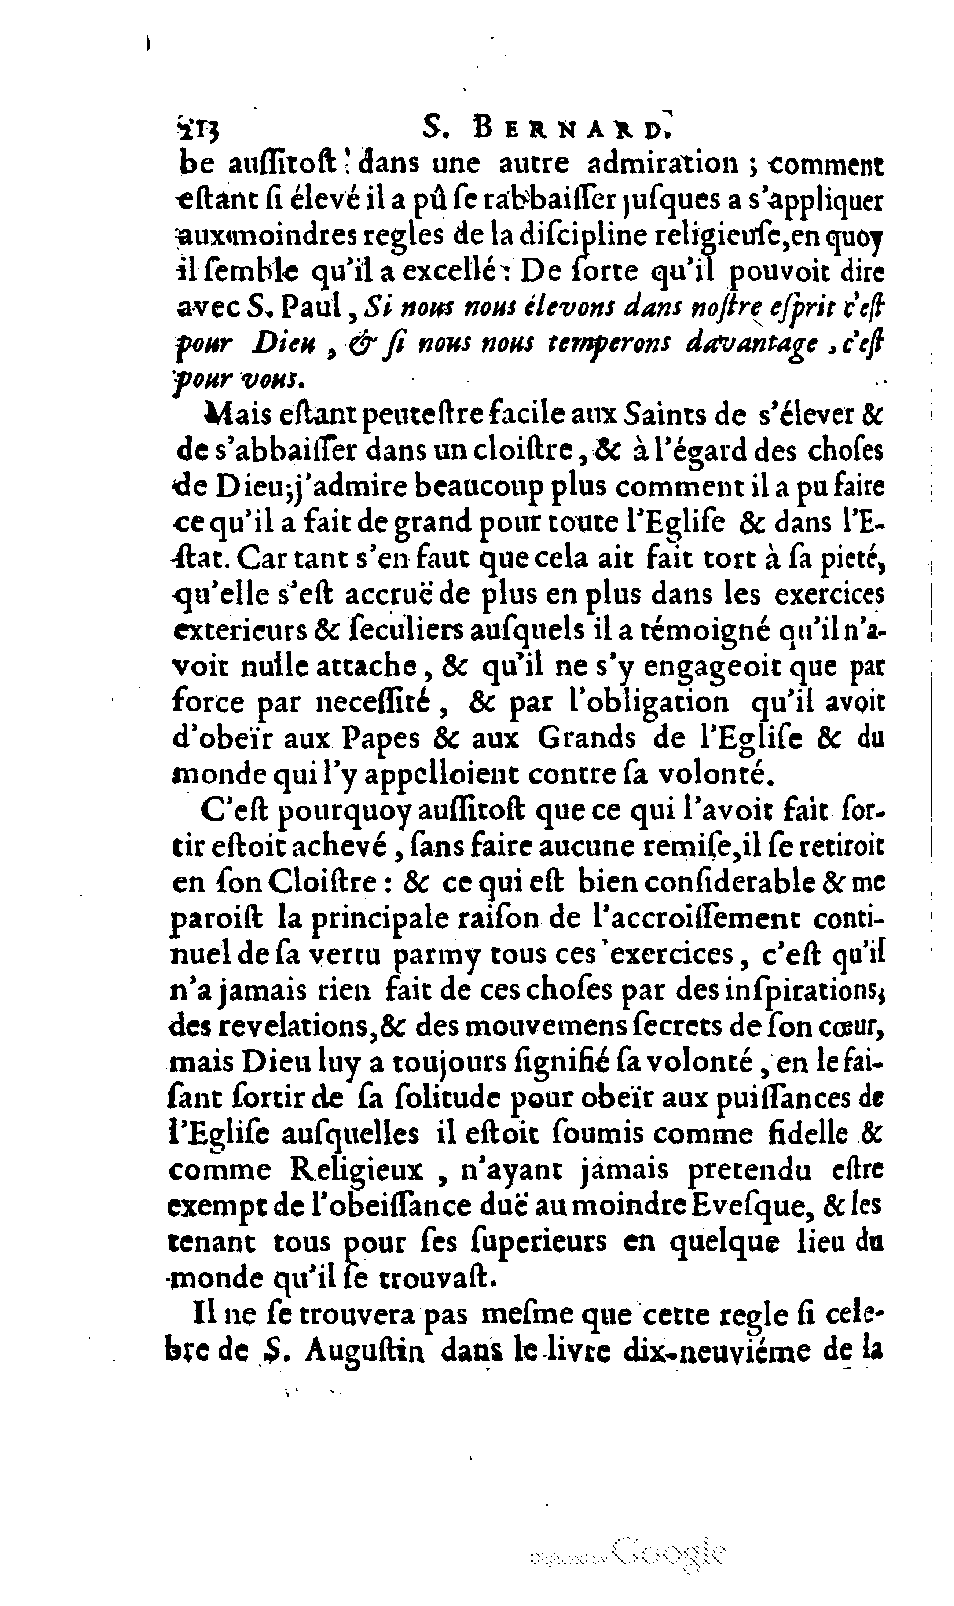 213 S. BERNARD.
be auſſitoſt dans une autre admiration ; comment
eſtant ſi élevé il a pû ſe rabbaiſſer juſques a s'appliquer
aux moindres regles de la diſcipline religieuſe, en quoy
il ſemble qu'il a excellé : De ſorte qu'il pouvoit dire
avec S. Paul, Si nous nous élevons dans noſtre eſprit c'eſt
pour Dieu, & ſi nous nous temperons davantage, c'eſt
pour vous.
Mais eſtant peuteſtre facile aux Saints de s'élever &
de s'abbaiſſer dans un cloiſtre, & à l'égard des choſes
de Dieu; j'admire beaucoup plus comment il a pu faire
ce qu'il a fait de grand pour toute l'Egliſe & dans l'E-
ſtat. Car tant s'en faut que cela ait fait tort à ſa pieté,
qu'elle s'eſt accruë de plus en plus dans les exercices
exterieurs & ſeculiers auſquels il a témoigné qu'il n'a-
voit nulle attache, & qu'il ne s'y engageoit que par
force par neceſſité, & par l'obligation qu'il avoit
d'obeïr aux Papes & aux Grands de l'Egliſe & du
monde qui l'y appelloient contre ſa volonté.
C'eſt pourquoy auſſitoſt que ce qui l'avoit fait ſor-
tir eſtoit achevé, ſans faire aucune remiſe, il ſe retiroit
en ſon Cloiſtre : & ce qui eſt bien conſiderable & me
paroiſt la principale raiſon de l'accroiſſement conti-
nuel de ſa vertu parmy tous ces exercices, c'eſt qu'il
n'a jamais rien fait de ces choſes par des inſpirations,
des revelations, & des mouvemens ſecrets de ſon cœur,
mais Dieu luy a toujours ſignifié ſa volonté, en le fai-
ſant ſortir de ſa ſolitude pour obeïr aux puiſſances de
l'Egliſe auſquelles il eſtoit ſoumis comme fidelle &
comme Religieux, n'ayant jamais pretendu eſtre
exempt de l'obeiſſance duë au moindre Eveſque, & les
tenant tous pour ſes ſuperieurs en quelque lieu du
monde qu'il ſe trouvaſt.
Il ne ſe trouvera pas meſme que cette regle ſi cele-
bre de S. Auguſtin dans le livre dix-neuviéme de la
Digitized by Google